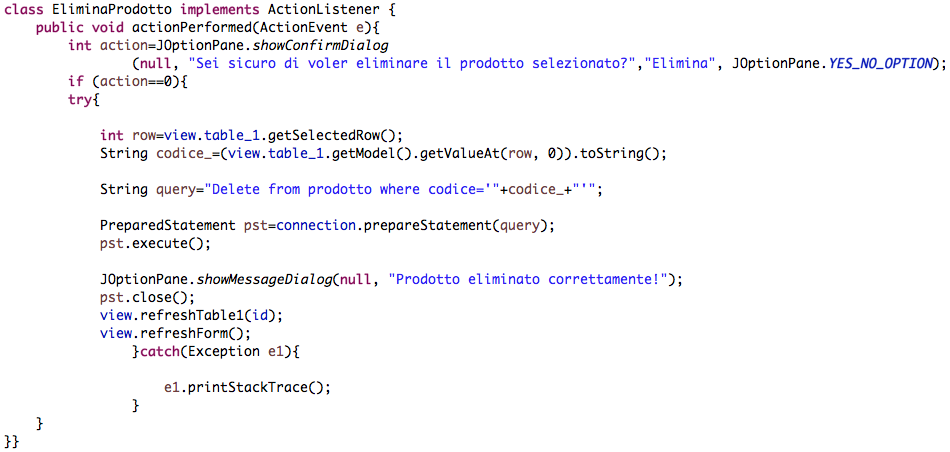 class EliminaProdotto implements ActionListener {
    public void actionPerformed(ActionEvent e){
        int action=JOptionPane.showConfirmDialog
                (null, "Sei sicuro di voler eliminare il prodotto selezionato?","Elimina", JOptionPane.YES_NO_OPTION);
        if (action==0){
        try{
            int row=view.table_1.getSelectedRow();
            String codice_=(view.table_1.getModel().getValueAt(row, 0)).toString();
            String query="Delete from prodotto where codice='"+codice_+"'";
            PreparedStatement pst=connection.prepareStatement(query);
            pst.execute();
            JOptionPane.showMessageDialog(null, "Prodotto eliminato correttamente!");
            pst.close();
            view.refreshTable1(id);
            view.refreshForm();
                }catch(Exception e1){
                    e1.printStackTrace();
                }
    }
}}